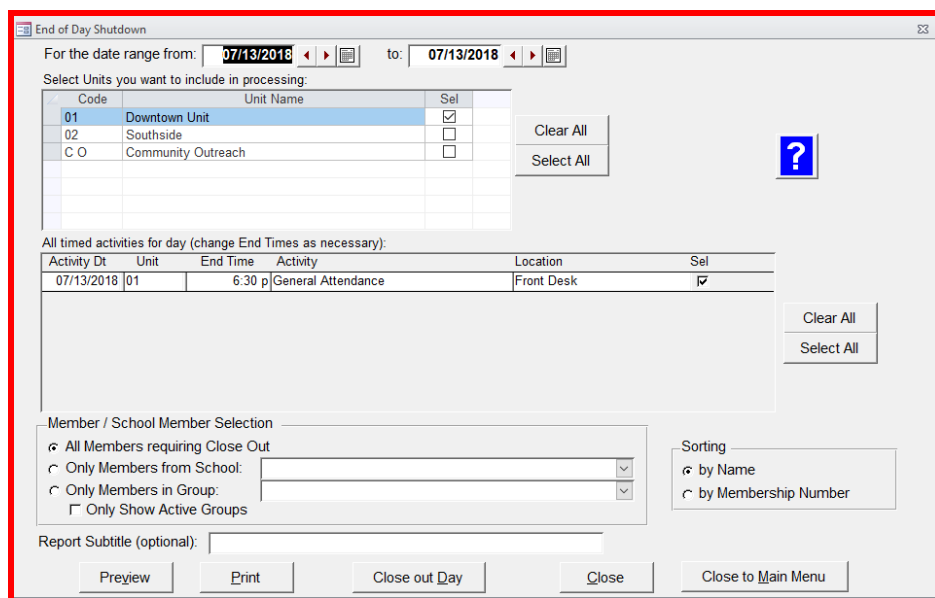 End of Day Shutdown
For the date range from: 07/13/2018 to: 07/13/2018
Select Units you want to include in processing:
Code Unit Name Sel
01 Downtown Unit
02 Southside
C O Community Outreach
Clear All
Select All
?
All timed activities for day (change End Times as necessary):
Activity Dt Unit End Time Activity Location Sel
07/13/2018 01 6:30 p General Attendance Front Desk
Clear All
Select All
Member / School Member Selection
All Members requiring Close Out
Only Members from School:
Only Members in Group:
Only Show Active Groups
Sorting
by Name
by Membership Number
Report Subtitle (optional):
Preview Print Close out Day Close Close to Main Menu